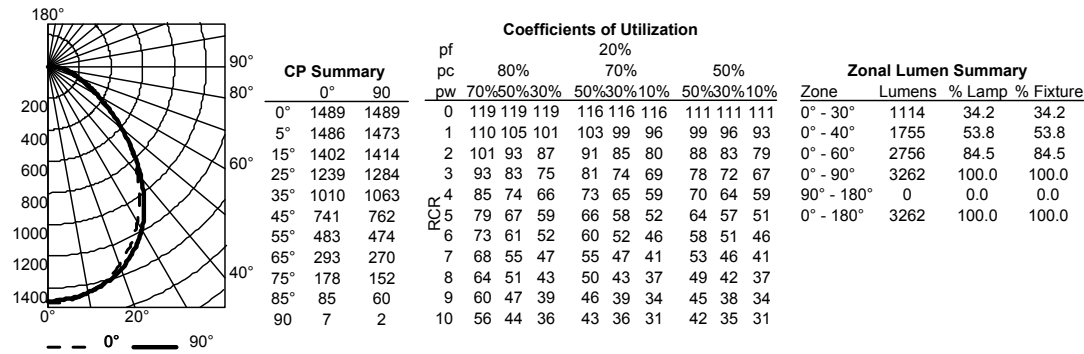 180°
90°
80°
60°
40°
20°
0°
200
400
600
800
1000
1200
1400
0° 90°
CP Summary
0° 90
0° 1489 1489
5° 1486 1473
15° 1402 1414
25° 1239 1284
35° 1010 1063
45° 741 762
55° 483 474
65° 293 270
75° 178 152
85° 85 60
90 7 2
Coefficients of Utilization
pf 20%
pc 80% 70% 50%
pw 70%50%30% 50%30%10% 50%30%10%
RCR
0 119 119 119 116 116 116 111 111 111
1 110 105 101 103 99 96 99 96 93
2 101 93 87 91 85 80 88 83 79
3 93 83 75 81 74 69 78 72 67
4 85 74 66 73 65 59 70 64 59
5 79 67 59 66 58 52 64 57 51
6 73 61 52 60 52 46 58 51 46
7 68 55 47 55 47 41 53 46 41
8 64 51 43 50 43 37 49 42 37
9 60 47 39 46 39 34 45 38 34
10 56 44 36 43 36 31 42 35 31
Zonal Lumen Summary
Zone Lumens % Lamp % Fixture
0° - 30° 1114 34.2 34.2
0° - 40° 1755 53.8 53.8
0° - 60° 2756 84.5 84.5
0° - 90° 3262 100.0 100.0
90° - 180° 0 0.0 0.0
0° - 180° 3262 100.0 100.0